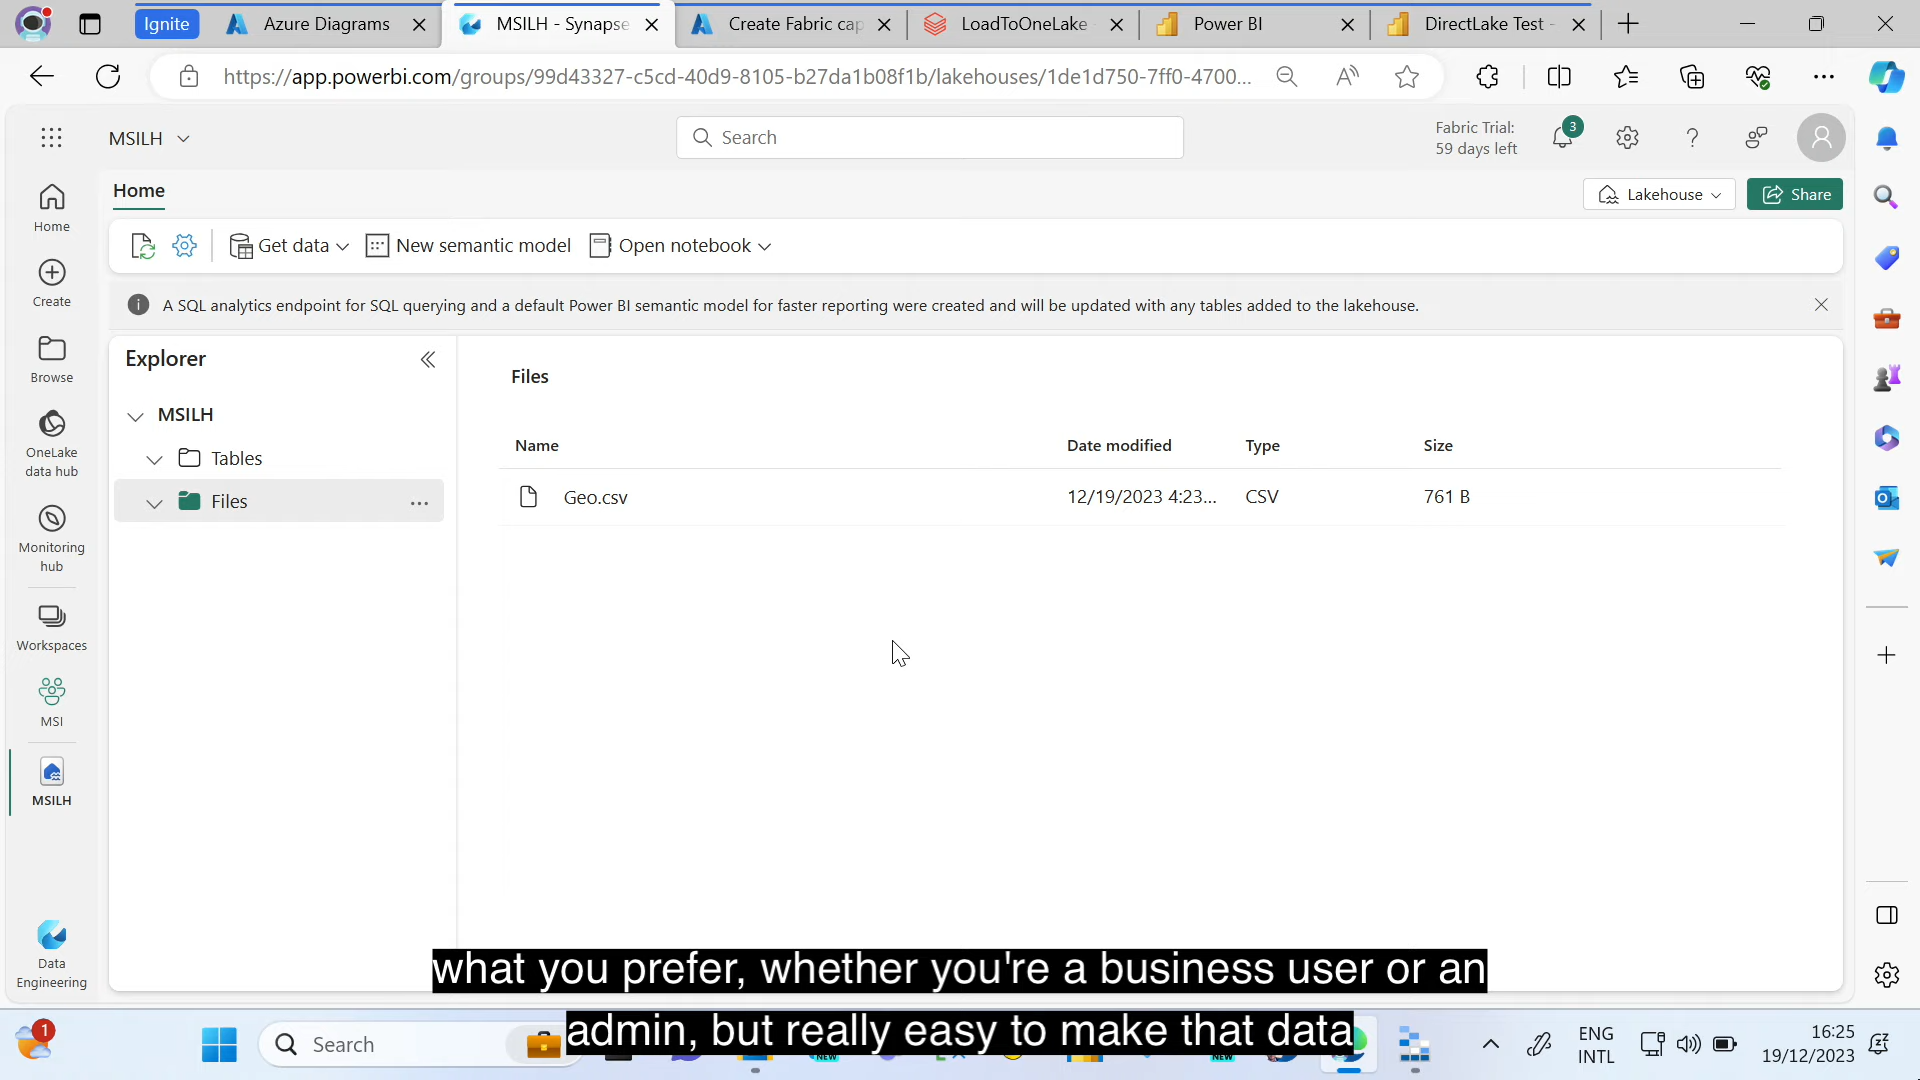 Ignite
Azure Diagrams
MSILH - Synapse
Create Fabric cap
LoadToOneLake
Power BI
DirectLake Test -
https://app.powerbi.com/groups/99d43327-c5cd-40d9-8105-b27da1b08f1b/lakehouses/1de1d750-7ff0-4700...
MSILH
Search
Fabric Trial:
59 days left
3
Home
Lakehouse
Share
Get data
New semantic model
Open notebook
A SQL analytics endpoint for SQL querying and a default Power BI semantic model for faster reporting were created and will be updated with any tables added to the lakehouse.
Home
Create
Browse
OneLake
data hub
Monitoring
hub
Workspaces
MSI
MSILH
Data
Engineering
Explorer
MSILH
Tables
Files
...
Files
Name Date modified Type Size
Geo.csv 12/19/2023 4:23... CSV 761 B
what you prefer, whether you're a business user or an
admin, but really easy to make that data
1
Search
NEW
NEW
ENG
INTL
16:25
19/12/2023